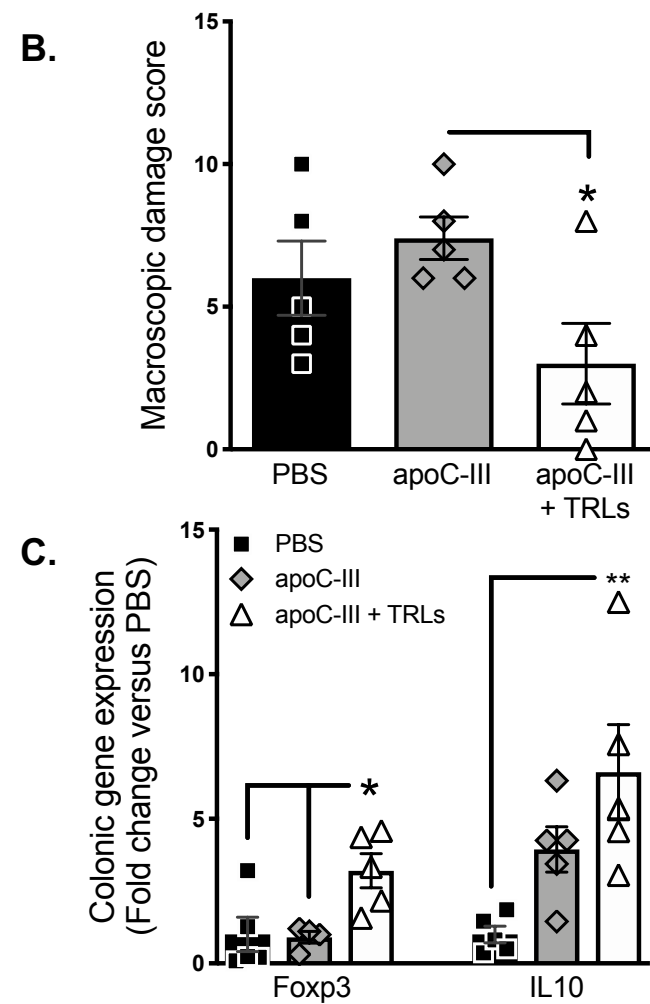 B.
Macroscopic damage score
15
10
5
0
*
PBS
apoC-III
apoC-III
+ TRLs
C.
Colonic gene expression
(Fold change versus PBS)
15
10
5
0
PBS
apoC-III
apoC-III + TRLs
*
**
Foxp3
IL10